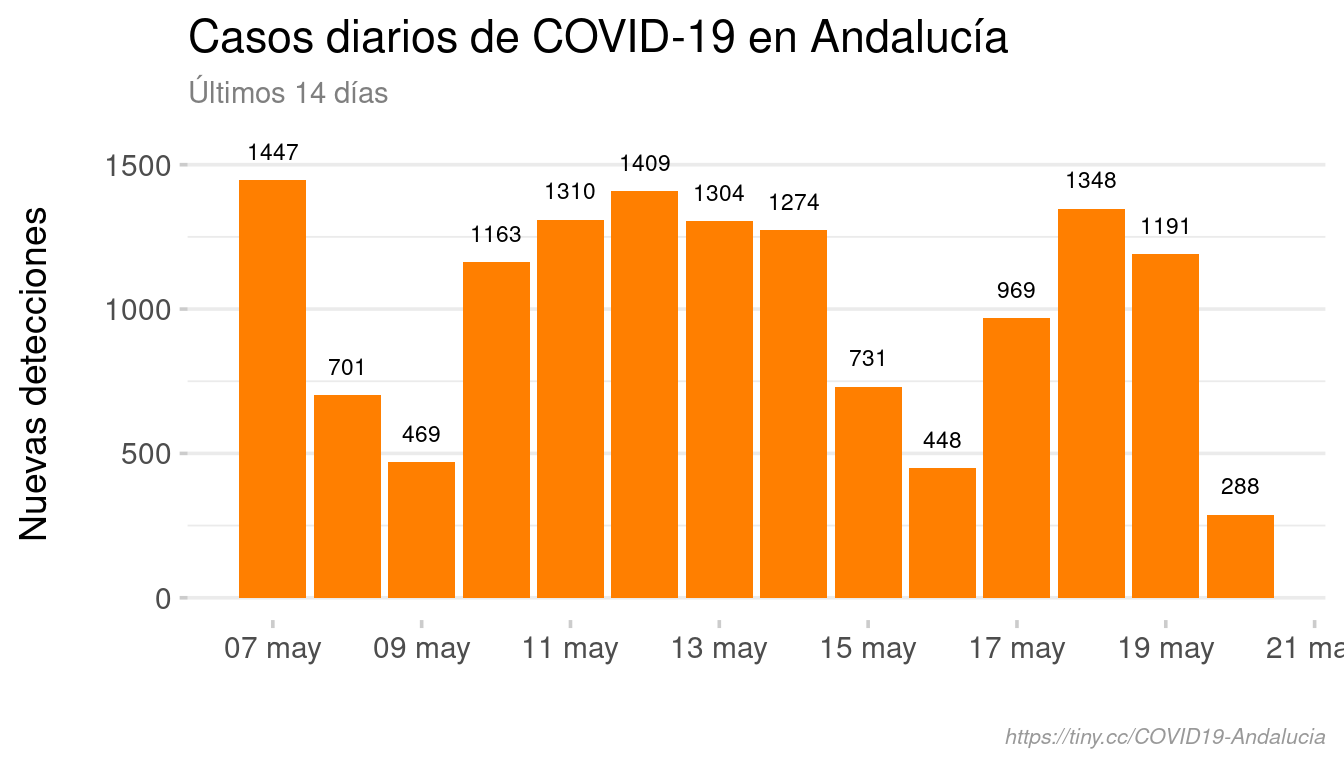 Casos diarios de COVID-19 en Andalucía
Últimos 14 días
Nuevas detecciones
1500
1000
500
0
1447
701
469
1163
1310
1409
1304
1274
731
448
969
1348
1191
288
07 may
09 may
11 may
13 may
15 may
17 may
19 may
21 ma
https://tiny.cc/COVID19-Andalucia